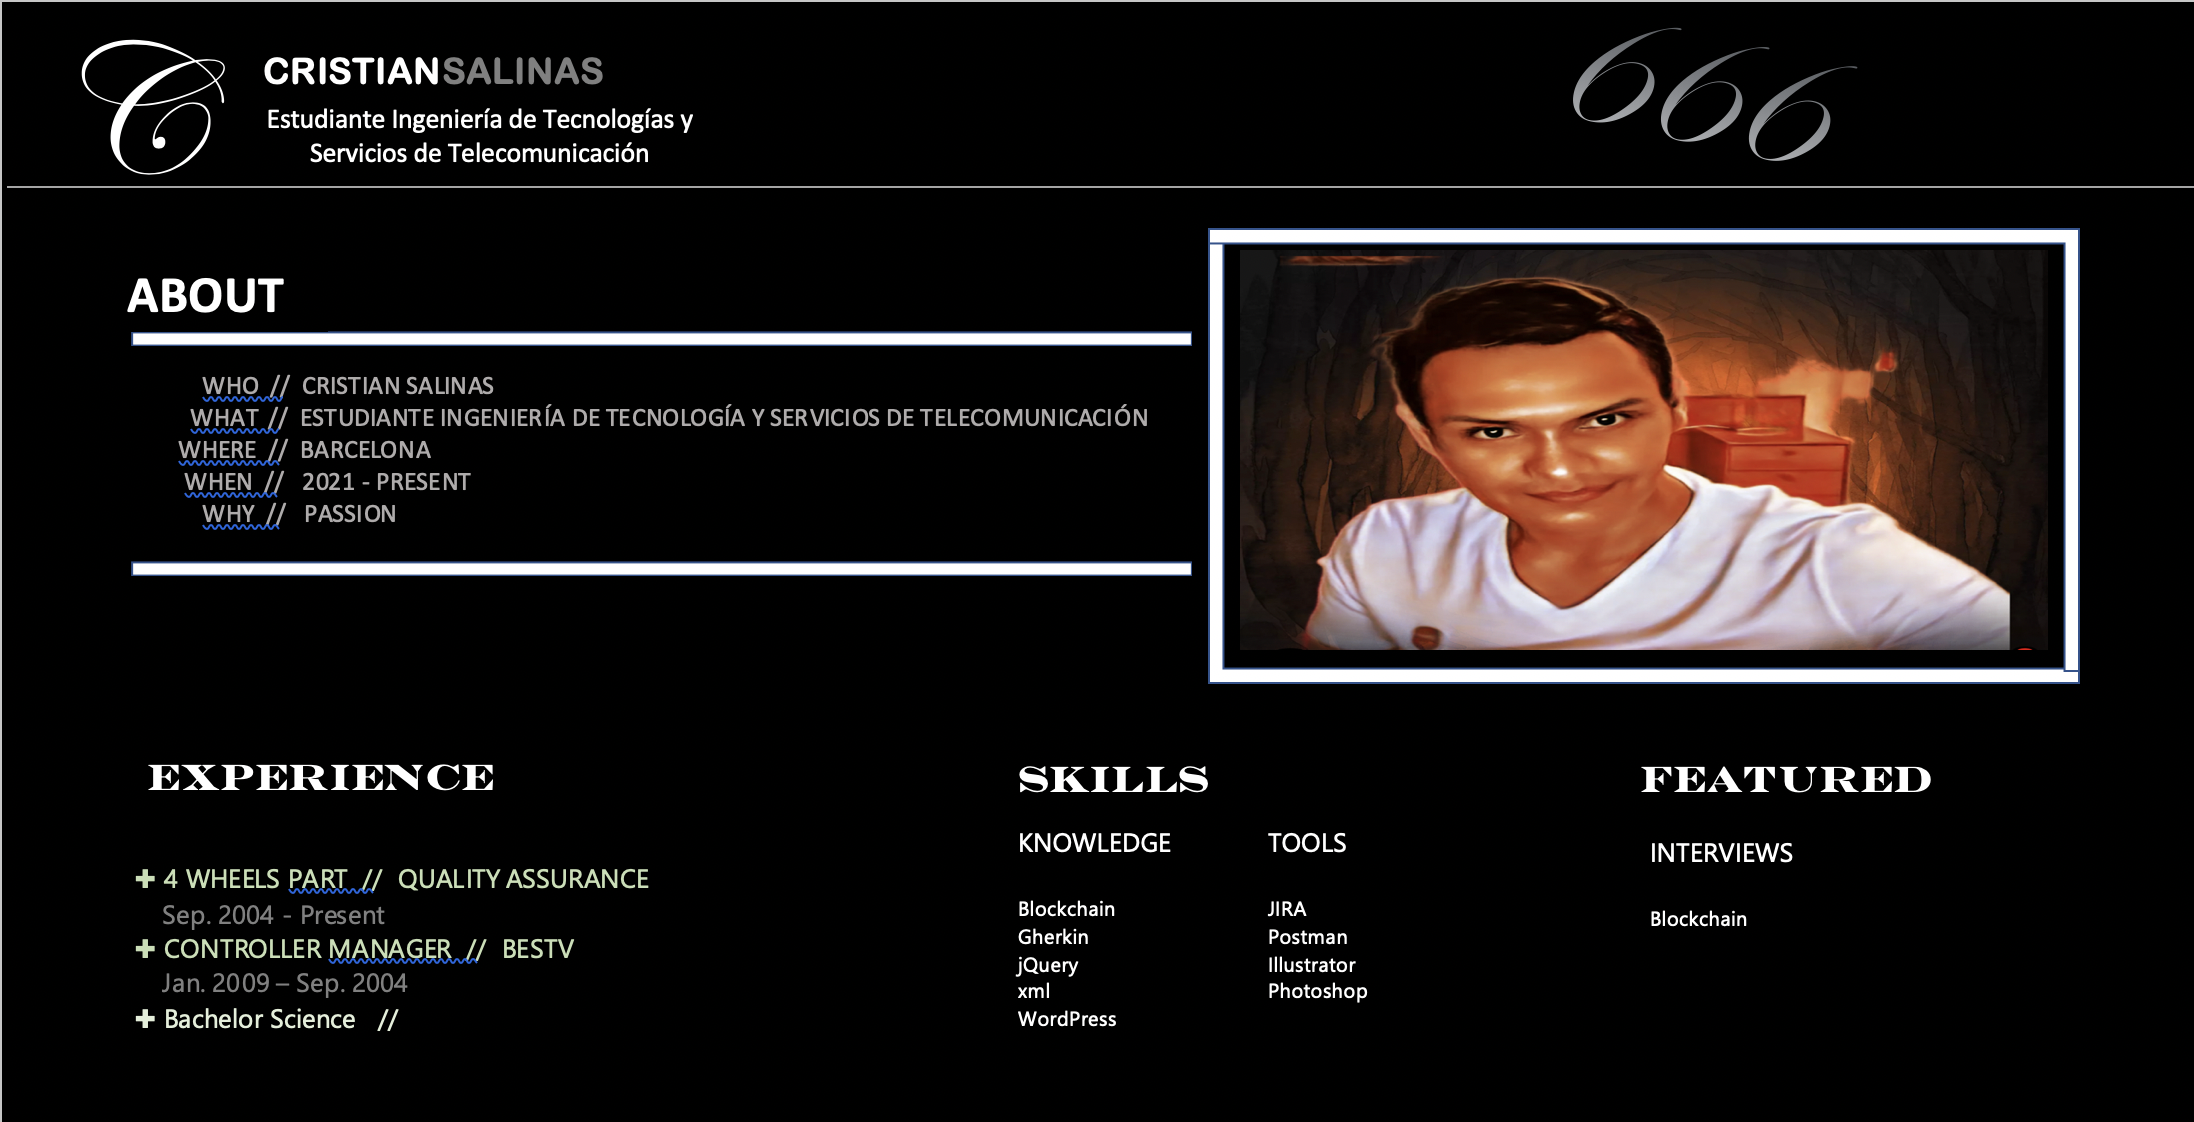 C
CRISTIANSALINAS
Estudiante Ingeniería de Tecnologías y
Servicios de Telecomunicación
666
ABOUT
WHO // CRISTIAN SALINAS
WHAT // ESTUDIANTE INGENIERÍA DE TECNOLOGÍA Y SERVICIOS DE TELECOMUNICACIÓN
WHERE // BARCELONA
WHEN // 2021 - PRESENT
WHY // PASSION
EXPERIENCE
✚ 4 WHEELS PART // QUALITY ASSURANCE
Sep. 2004 - Present
✚ CONTROLLER MANAGER // BESTV
Jan. 2009 – Sep. 2004
✚ Bachelor Science //
SKILLS
KNOWLEDGE
Blockchain
Gherkin
jQuery
xml
WordPress
TOOLS
JIRA
Postman
Illustrator
Photoshop
FEATURED
INTERVIEWS
Blockchain